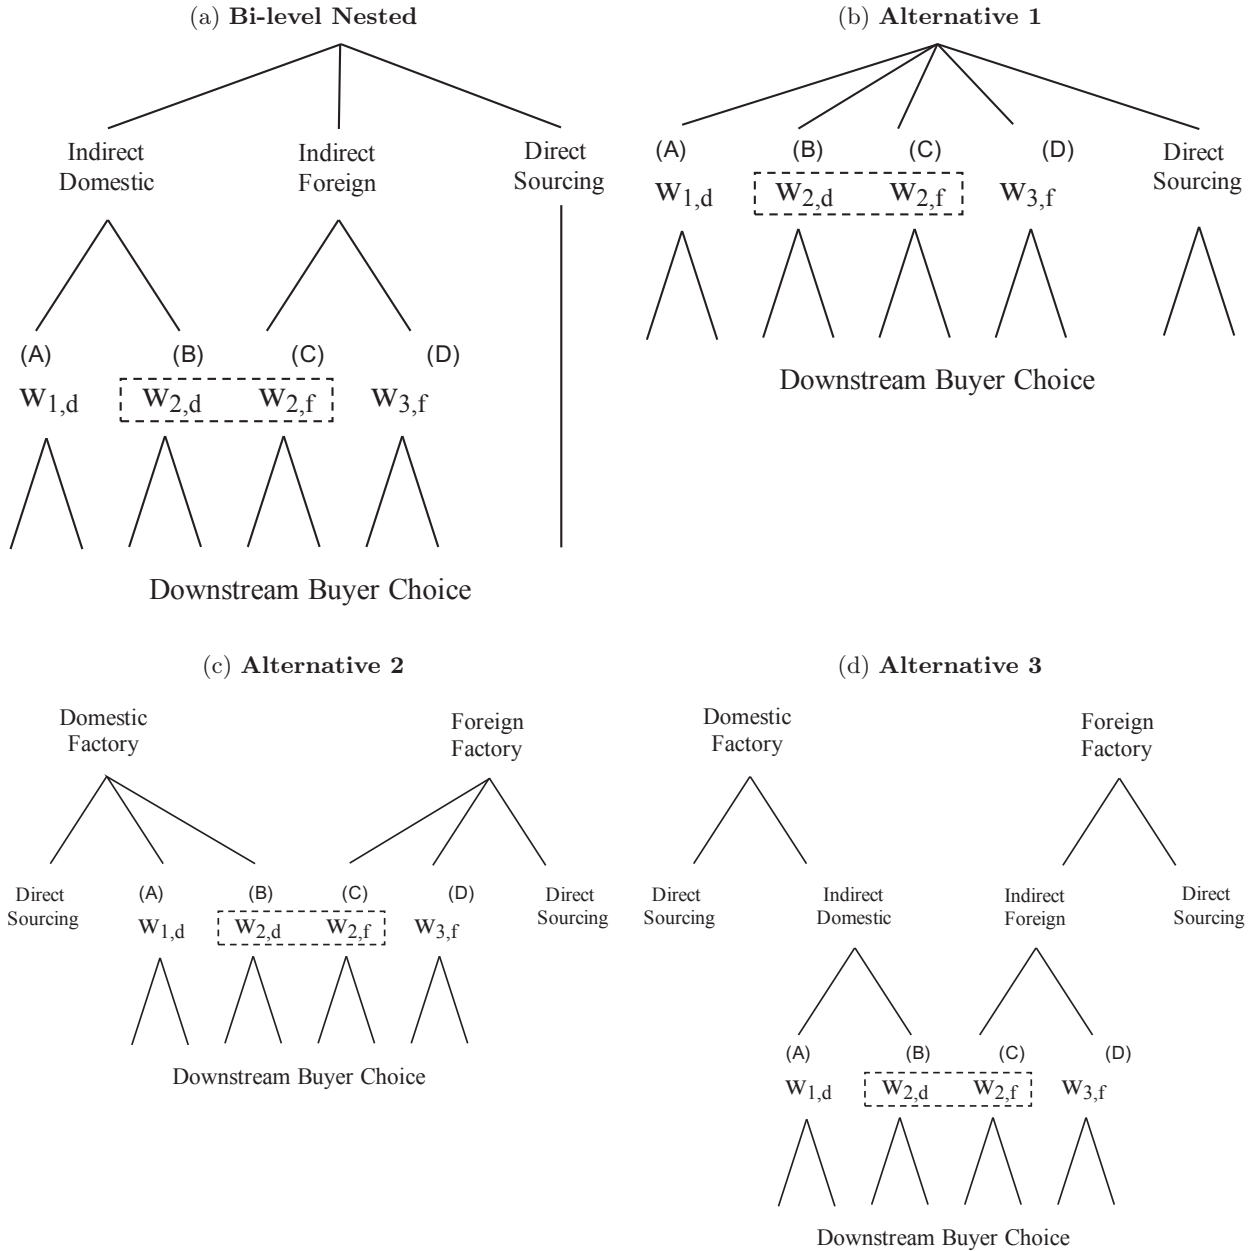 (a) Bi-level Nested
Indirect
Domestic
Indirect
Foreign
Direct
Sourcing
(A)
(B)
(C)
(D)
w1,d
w2,d
w2,f
w3,f
Downstream Buyer Choice
(b) Alternative 1
(A)
(B)
(C)
(D)
Direct
Sourcing
w1,d
w2,d
w2,f
w3,f
Downstream Buyer Choice
(c) Alternative 2
Domestic
Factory
Foreign
Factory
Direct
Sourcing
(A)
(B)
(C)
(D)
w1,d
w2,d
w2,f
w3,f
Direct
Sourcing
Downstream Buyer Choice
(d) Alternative 3
Domestic
Factory
Foreign
Factory
Direct
Sourcing
Indirect
Domestic
Indirect
Foreign
Direct
Sourcing
(A)
(B)
(C)
(D)
w1,d
w2,d
w2,f
w3,f
Downstream Buyer Choice